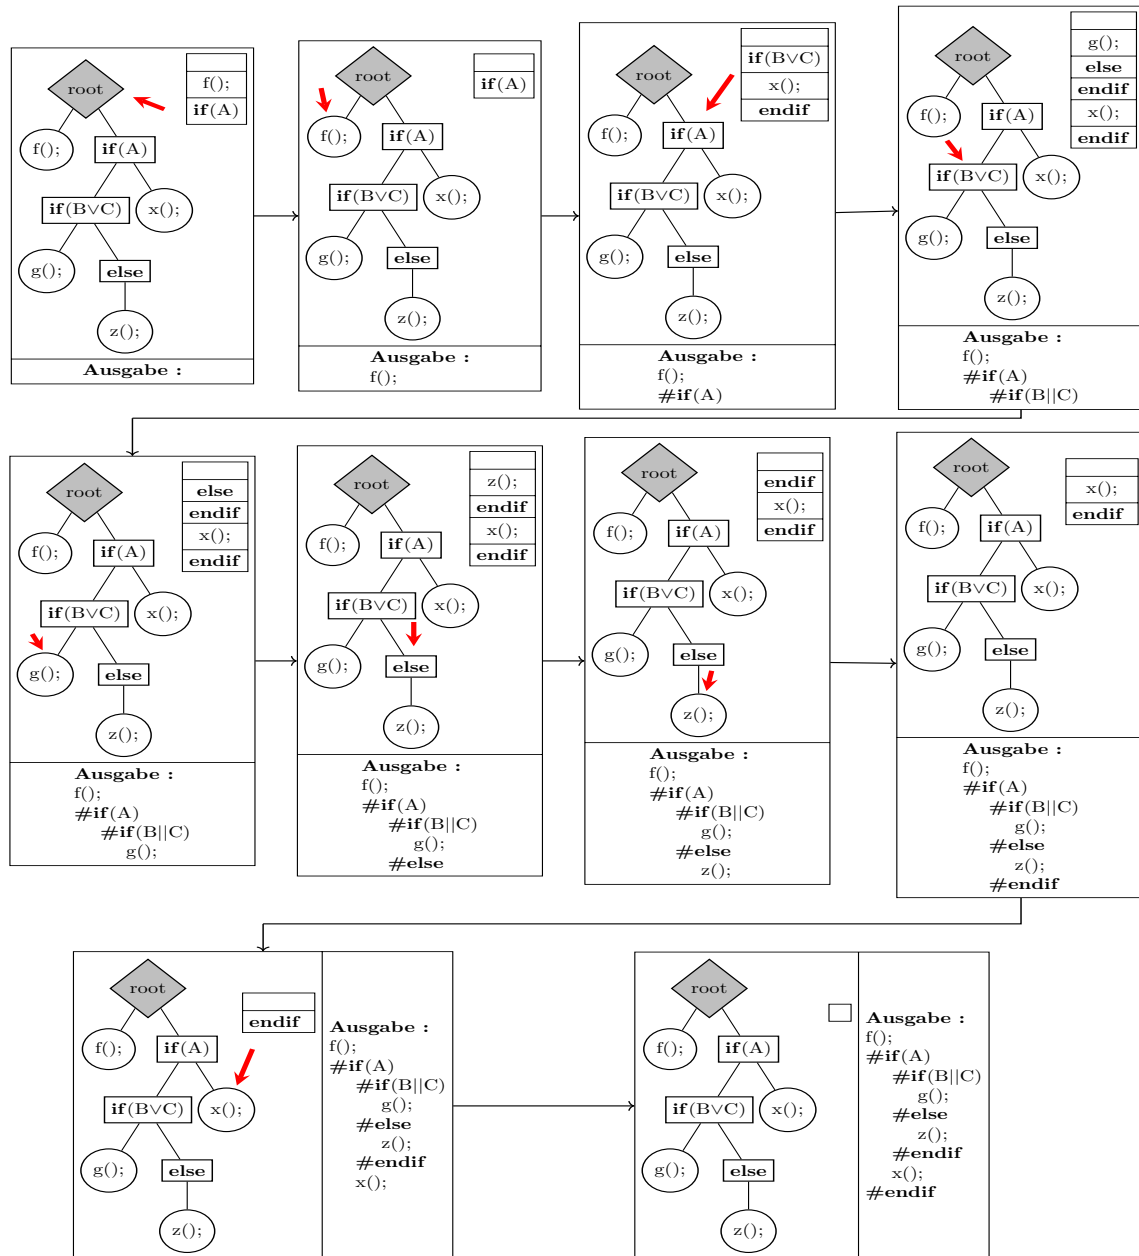 root
f();
if(A)
f();
if(A)
if(B∨C)
x();
g();
else
z();
Ausgabe :
root
if(A)
f();
if(A)
if(B∨C)
x();
g();
else
z();
Ausgabe :
f();
root
if(B∨C)
x();
endif
f();
if(A)
if(B∨C)
x();
g();
else
z();
Ausgabe :
f();
#if(A)
root
g();
else
endif
x();
endif
f();
if(A)
if(B∨C)
x();
g();
else
z();
Ausgabe :
f();
#if(A)
#if(B||C)
root
else
endif
x();
endif
f();
if(A)
if(B∨C)
x();
g();
else
z();
Ausgabe :
f();
#if(A)
#if(B||C)
g();
root
z();
endif
x();
endif
f();
if(A)
if(B∨C)
x();
g();
else
z();
Ausgabe :
f();
#if(A)
#if(B||C)
g();
#else
root
endif
x();
endif
f();
if(A)
if(B∨C)
x();
g();
else
z();
Ausgabe :
f();
#if(A)
#if(B||C)
g();
#else
z();
root
x();
endif
f();
if(A)
if(B∨C)
x();
g();
else
z();
Ausgabe :
f();
#if(A)
#if(B||C)
g();
#else
z();
#endif
root
endif
f();
if(A)
if(B∨C)
x();
g();
else
z();
Ausgabe :
f();
#if(A)
#if(B||C)
g();
#else
z();
#endif
x();
root
f();
if(A)
if(B∨C)
x();
g();
else
z();
Ausgabe :
f();
#if(A)
#if(B||C)
g();
#else
z();
#endif
x();
#endif